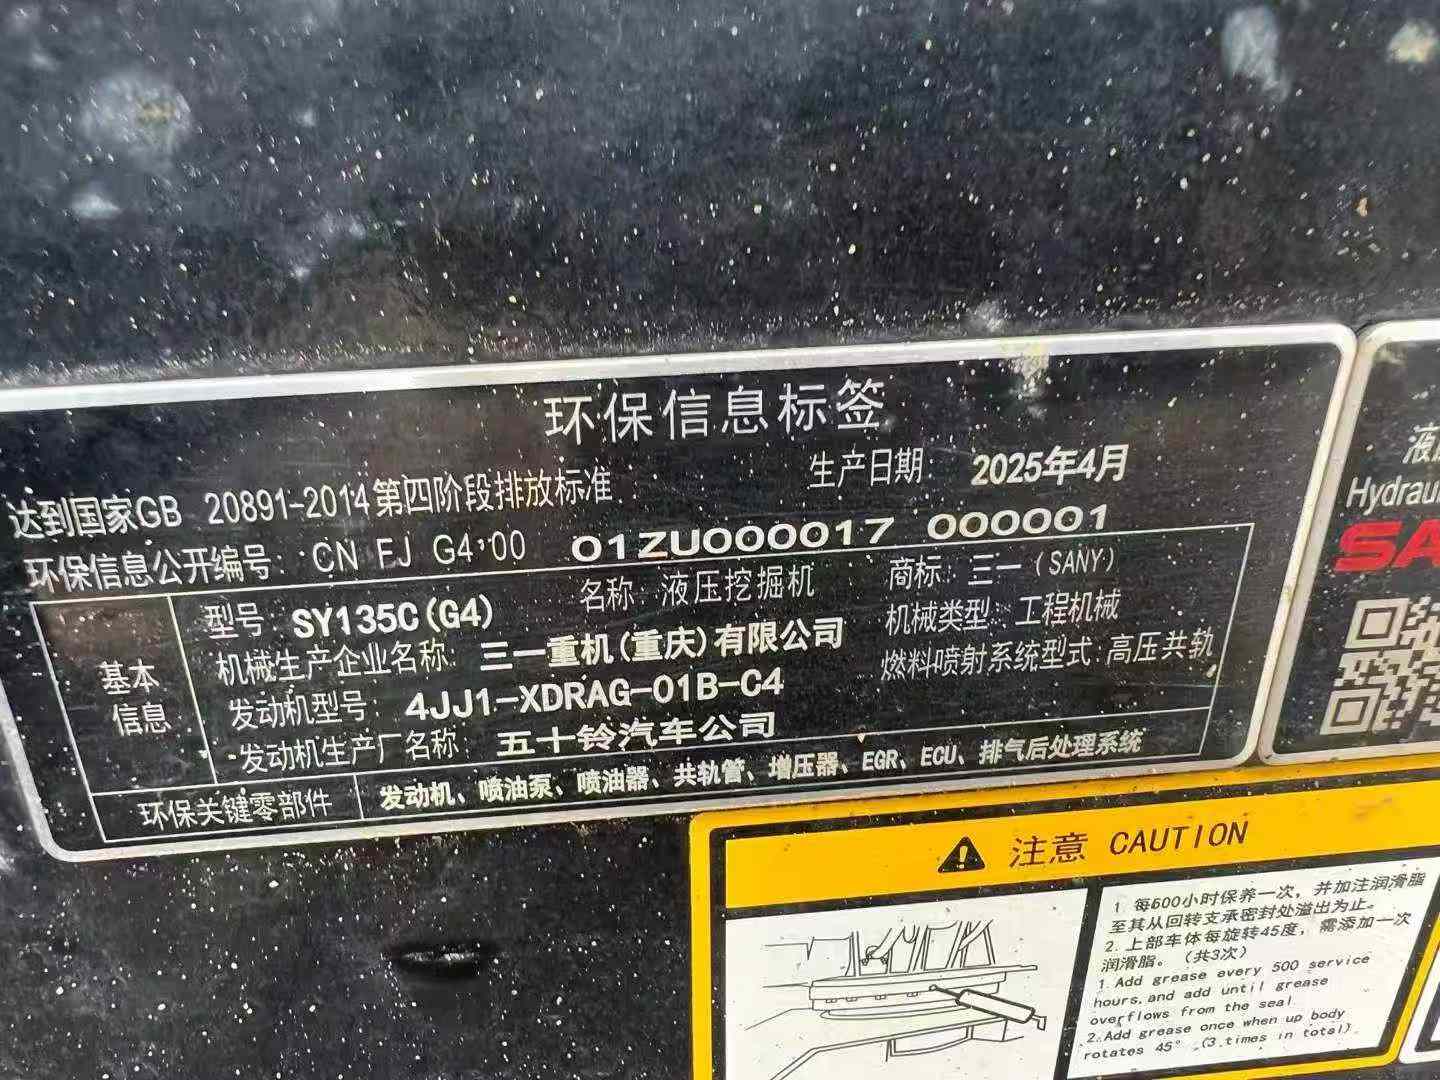 环保信息标签
达到国家GB 20891-2014第四阶段排放标准 生产日期 2025年4月
环保信息公开编号: CN FJ G4 00 01ZU000017 000001
基本信息
型号 SY135C(G4) 名称: 液压挖掘机 商标: 三一(SANY)
机械生产企业名称: 三一重机(重庆)有限公司 机械类型: 工程机械
发动机型号: 4JJ1-XDRAG-01B-C4 燃料喷射系统型式:高压共轨
发动机生产厂名称: 五十铃汽车公司
环保关键零部件 发动机、喷油泵、喷油器、共轨管、增压器、EGR、ECU、排气后处理系统
Hydrau
SA
注意 CAUTION
1 每500小时保养一次,并加注润滑脂
至其从回转支承密封处溢出为止。
2.上部车体每旋转45度,需添加一次
润滑脂。(共3次)
1.Add grease every 500 service
hours.and add until grease
overflows from the seal
2.Add grease once when up body
rotates 45° .(3.times in total).